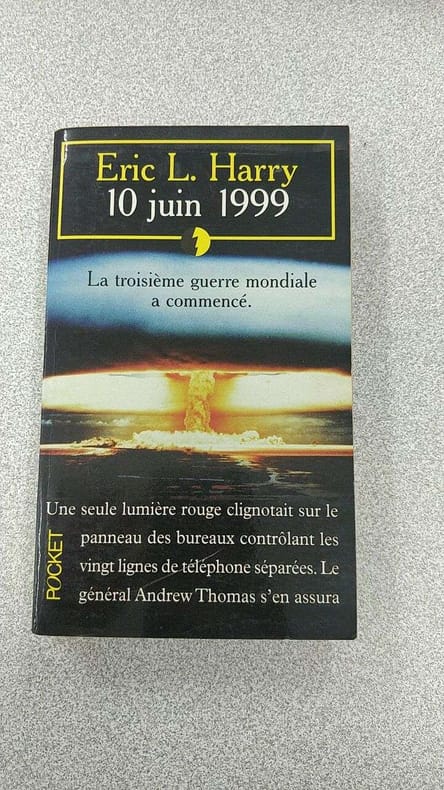 Eric L. Harry
10 juin 1999
La troisième guerre mondiale
a commencé.
Une seule lumière rouge clignotait sur le
panneau des bureaux contrôlant les
vingt lignes de téléphone séparées. Le
général Andrew Thomas s'en assura
POCKET